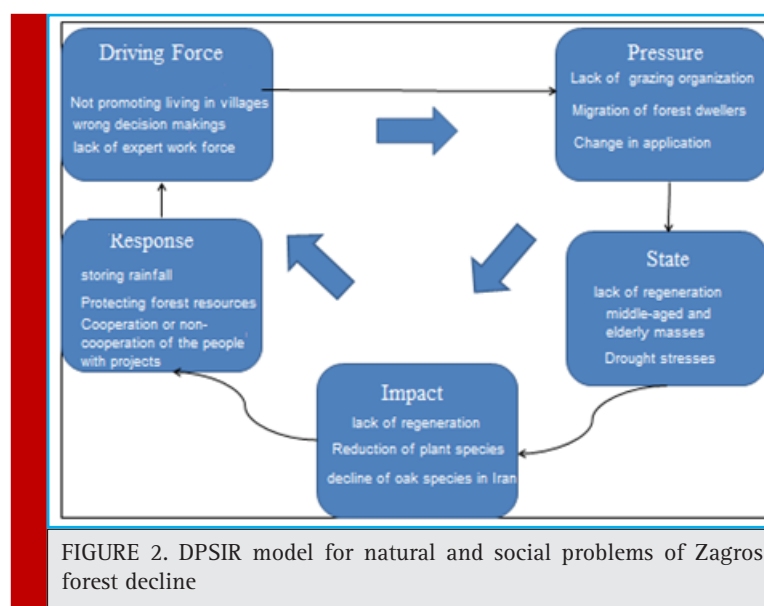 Driving Force
Not promoting living in villages
wrong decision makings
lack of expert work force
Pressure
Lack of grazing organization
Migration of forest dwellers
Change in application
State
lack of regeneration
middle-aged and
elderly masses
Drought stresses
Impact
lack of regeneration
Reduction of plant species
decline of oak species in Iran
Response
storing rainfall
Protecting forest resources
Cooperation or non-
cooperation of the people
with projects
FIGURE 2. DPSIR model for natural and social problems of Zagros
forest decline